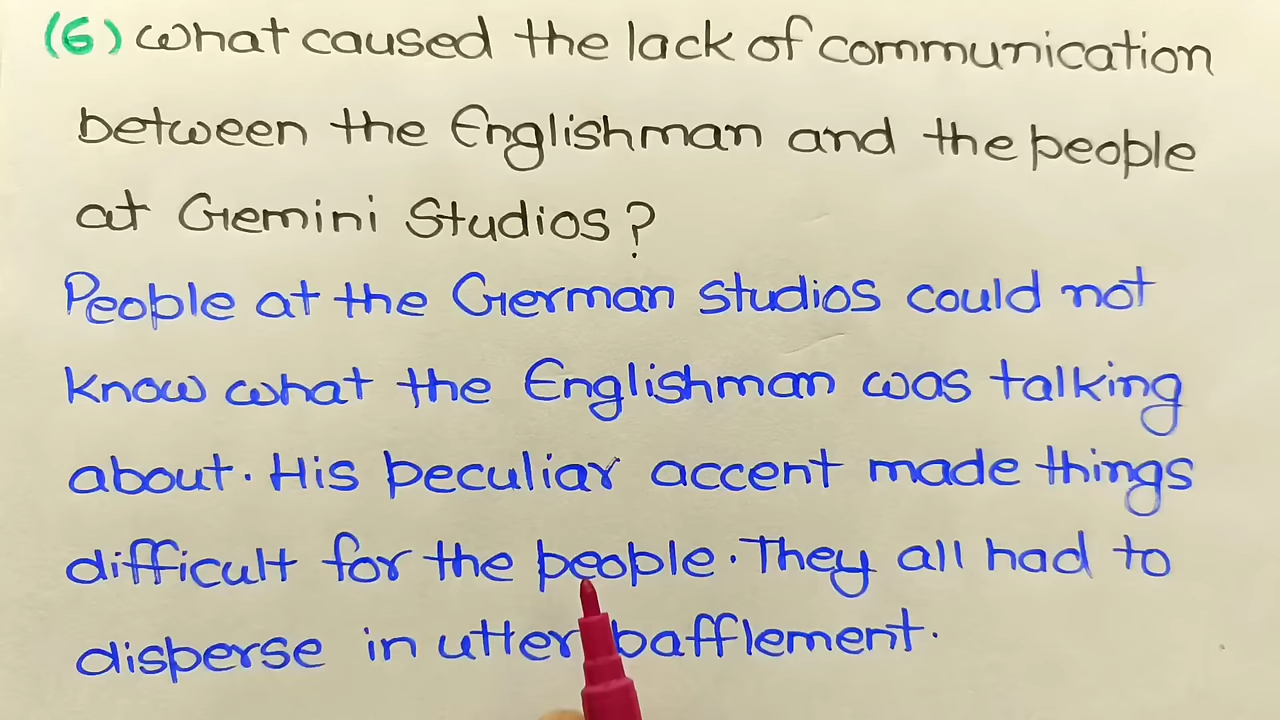 (6) What caused the lack of communication
between the Englishman and the people
at Gemini Studios?
People at the German studios could not
know what the Englishman was talking
about. His peculiar accent made things
difficult for the people. They all had to
disperse in utter bafflement.